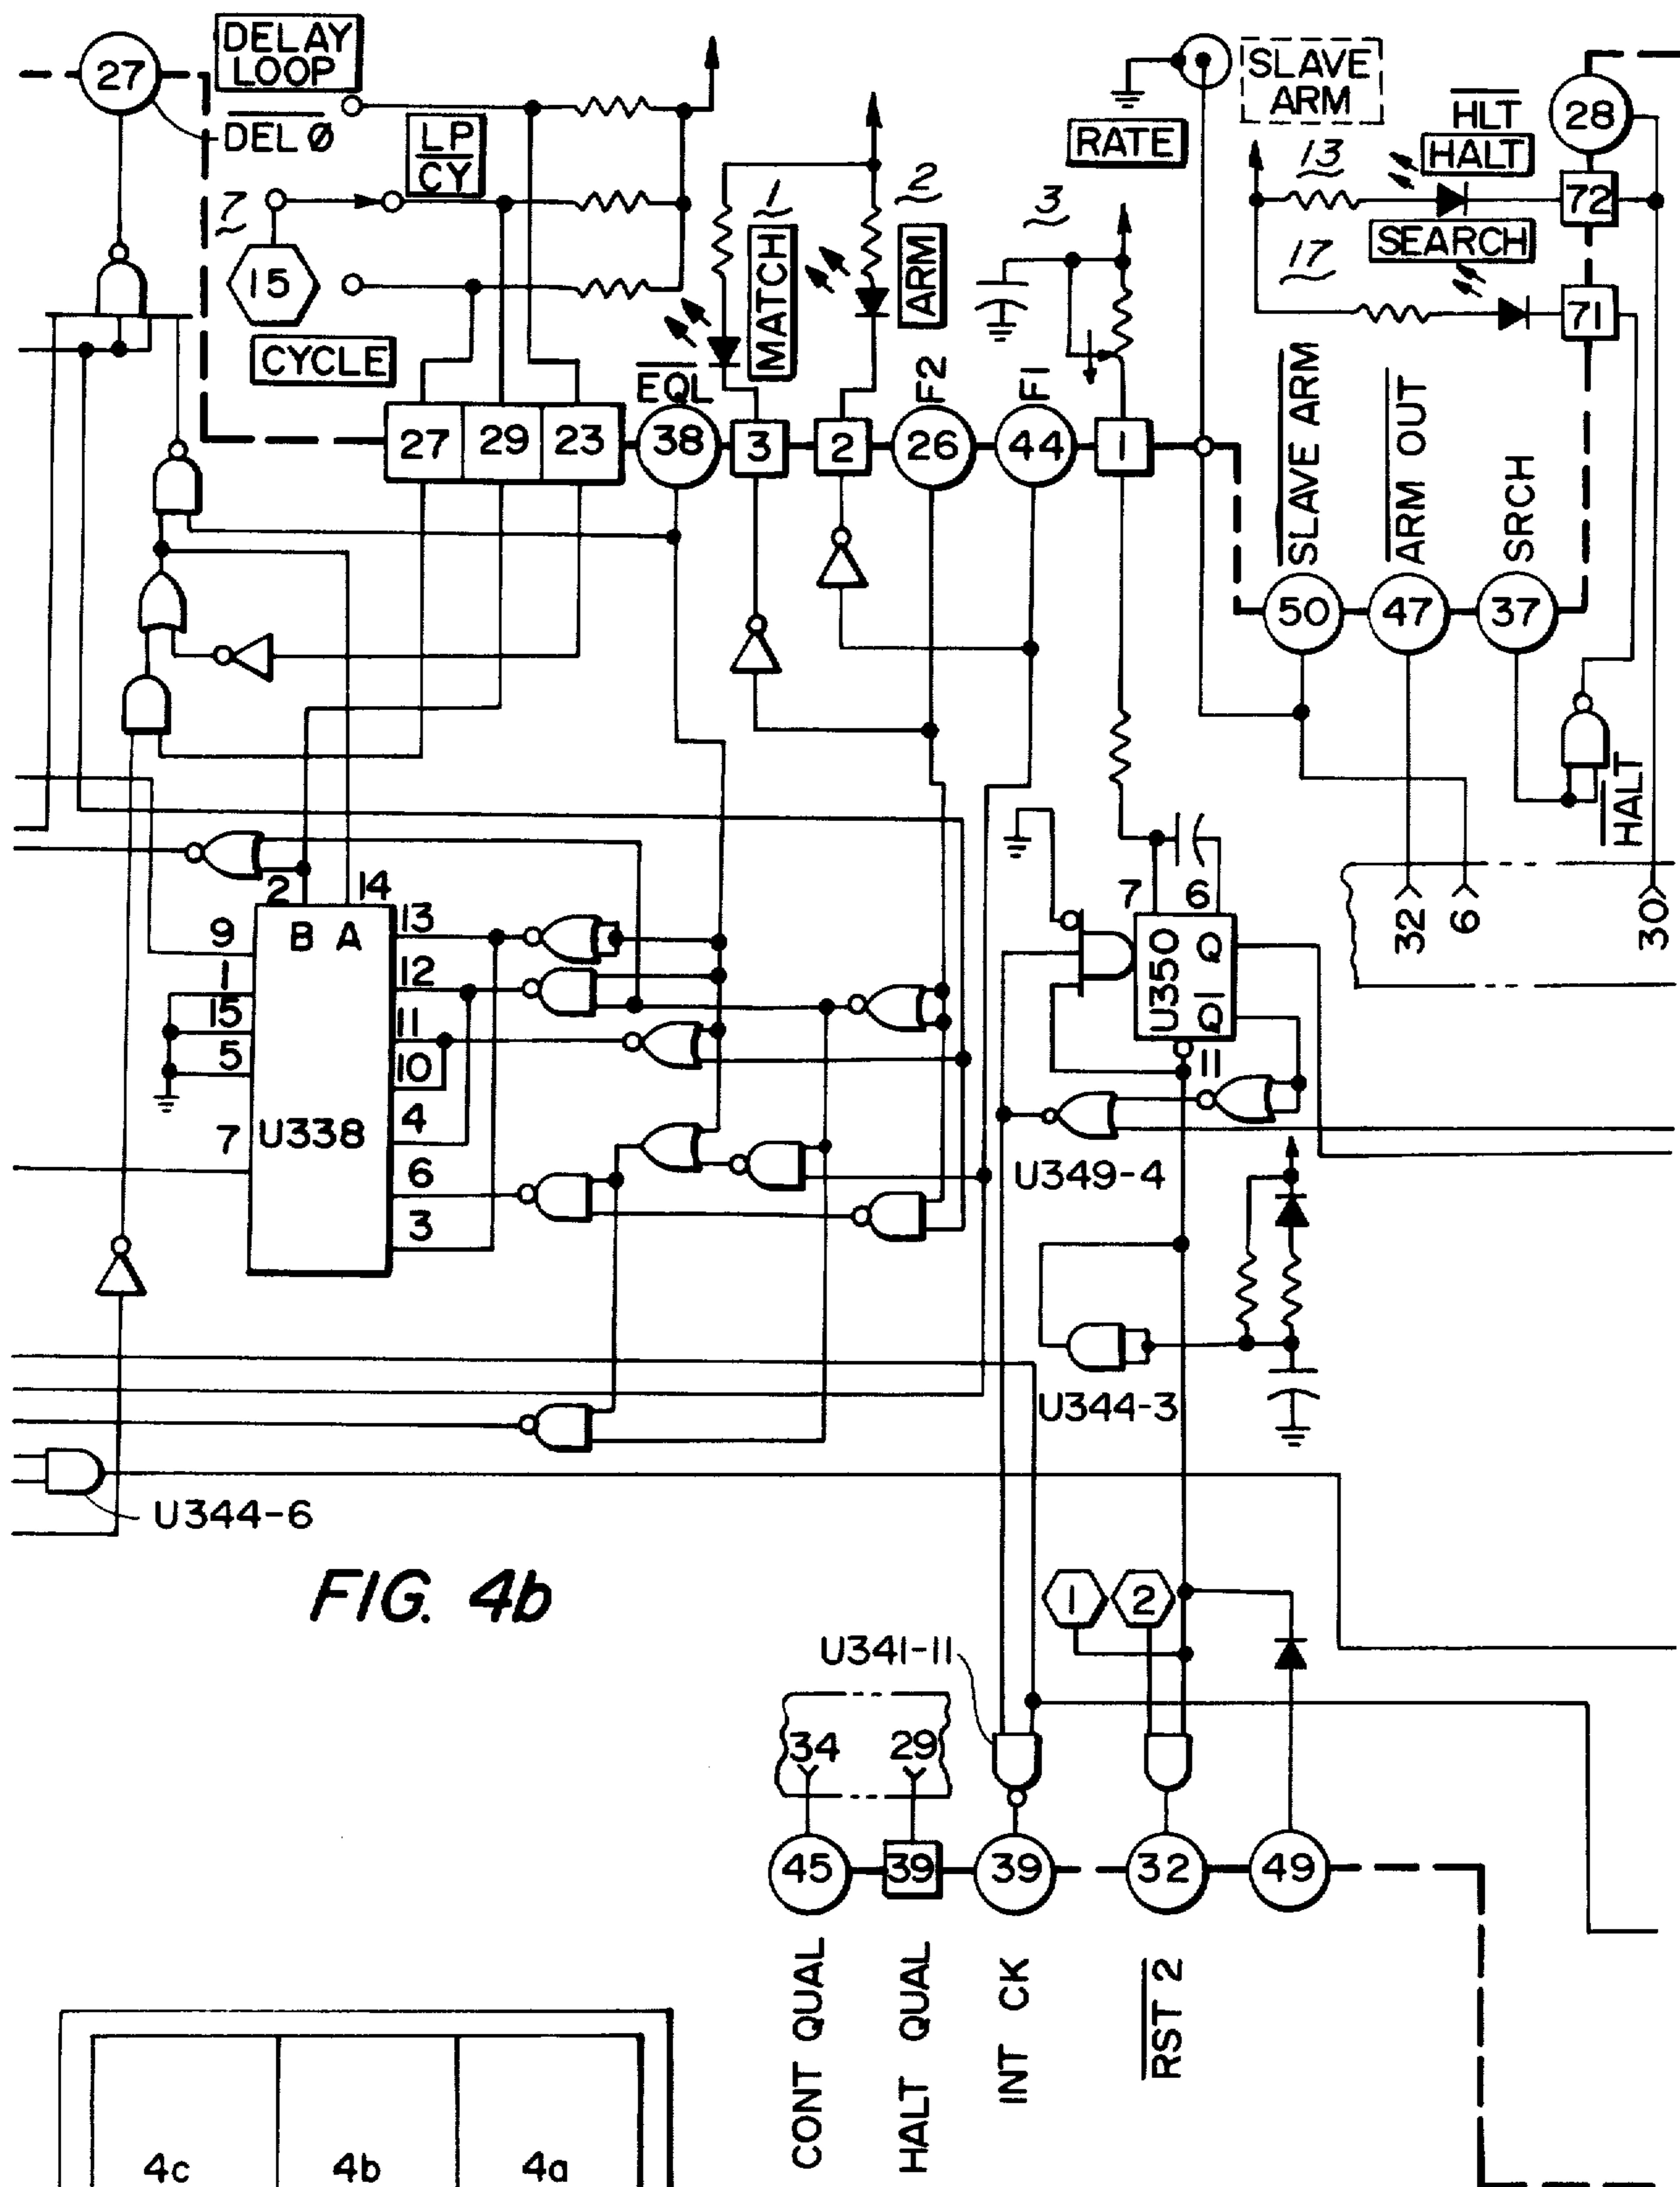 27
DELAY
LOOP
DEL Ø
LP
CY
7
15
CYCLE
1
MATCH
2
ARM
3
RATE
SLAVE
ARM
HLT
HALT
13
28
72
SEARCH
17
71
27
29
23
EQL
38
3
2
F2
26
F1
44
1
SLAVE ARM
50
ARM OUT
47
SRCH
37
HALT
32
6
30
2
14
B A
9
1
15
5
7
U338
13
12
11
10
4
6
3
7
6
U350
Q
Q
11
U349-4
U344-3
U344-6
FIG. 4b
1
2
U341-11
34
29
45
39
39
32
49
CONT QUAL
HALT QUAL
INT CK
RST 2
4c
4b
4a